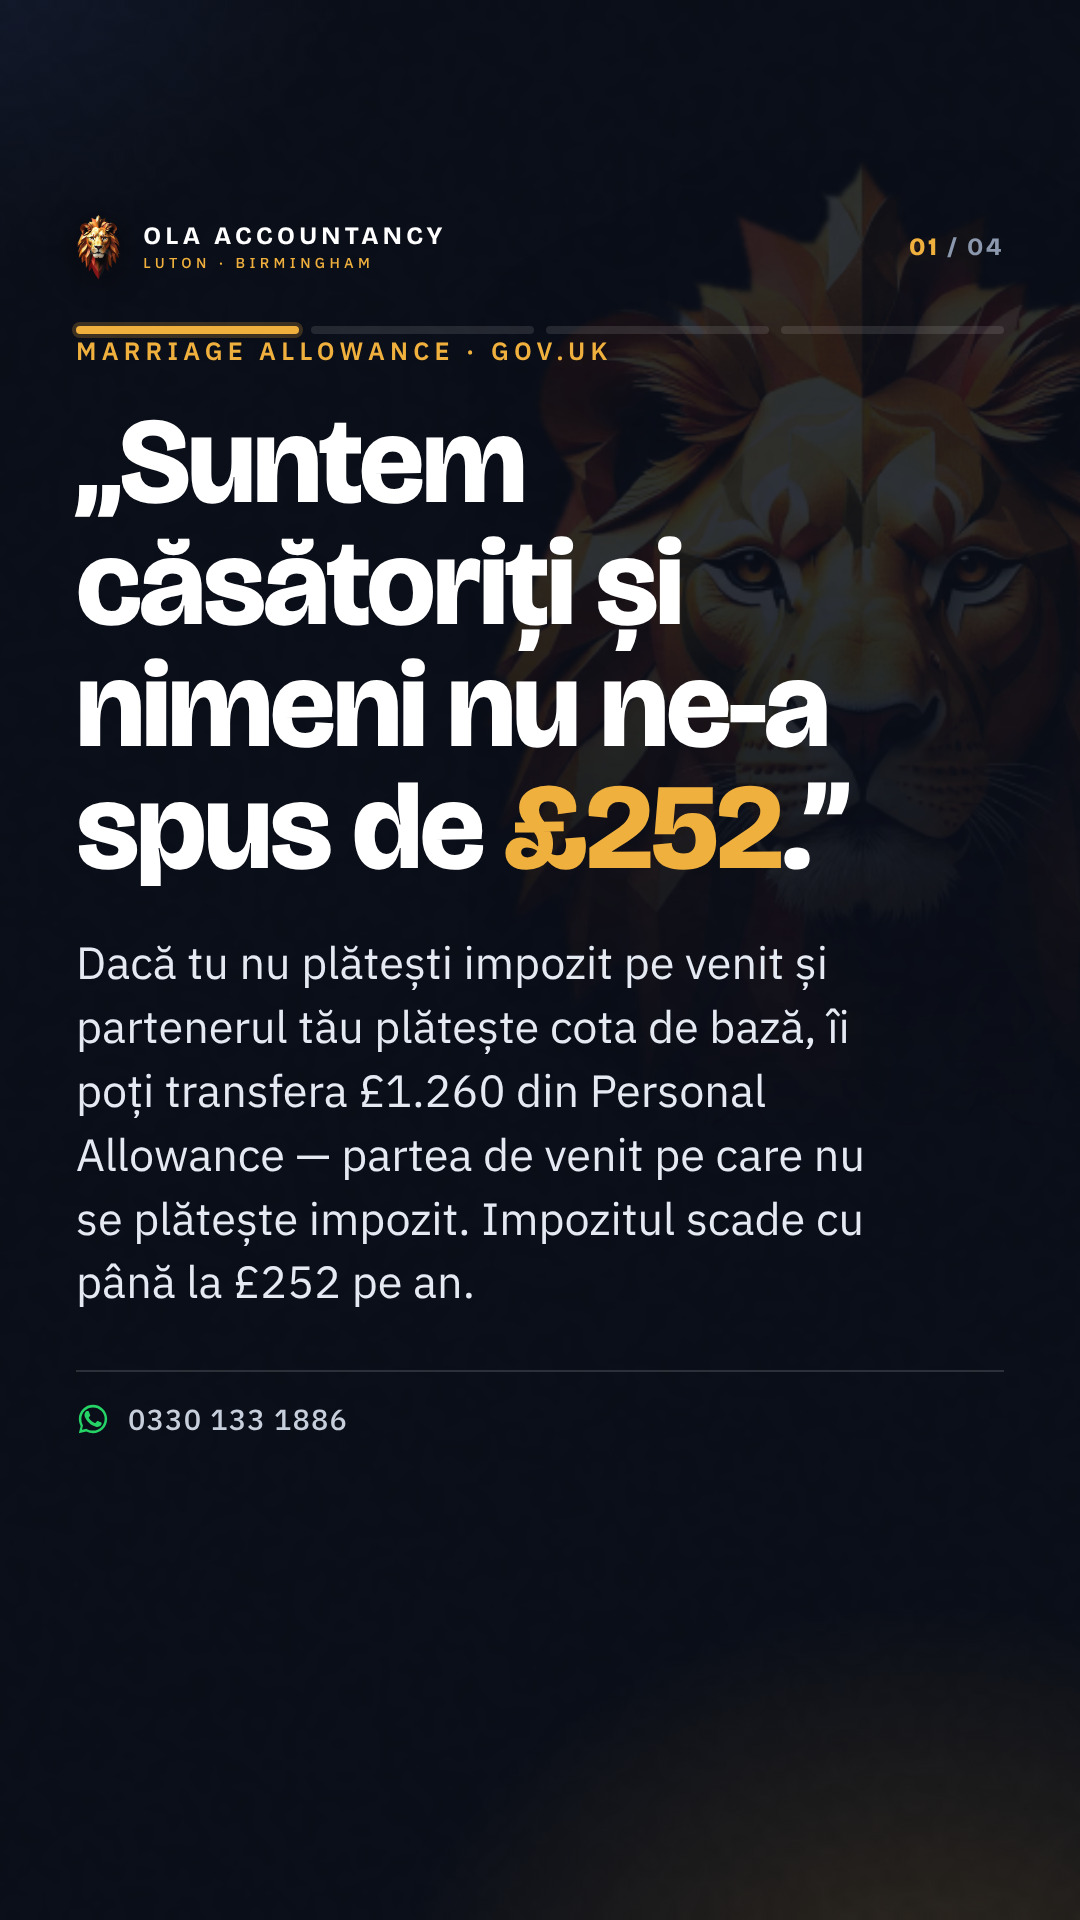 OLA ACCOUNTANCY
LUTON · BIRMINGHAM
01 / 04
MARRIAGE ALLOWANCE · GOV.UK
„Suntem
căsătoriți și
nimeni nu ne-a
spus de £252.”
Dacă tu nu plătești impozit pe venit și
partenerul tău plătește cota de bază, îi
poți transfera £1.260 din Personal
Allowance — partea de venit pe care nu
se plătește impozit. Impozitul scade cu
până la £252 pe an.
0330 133 1886